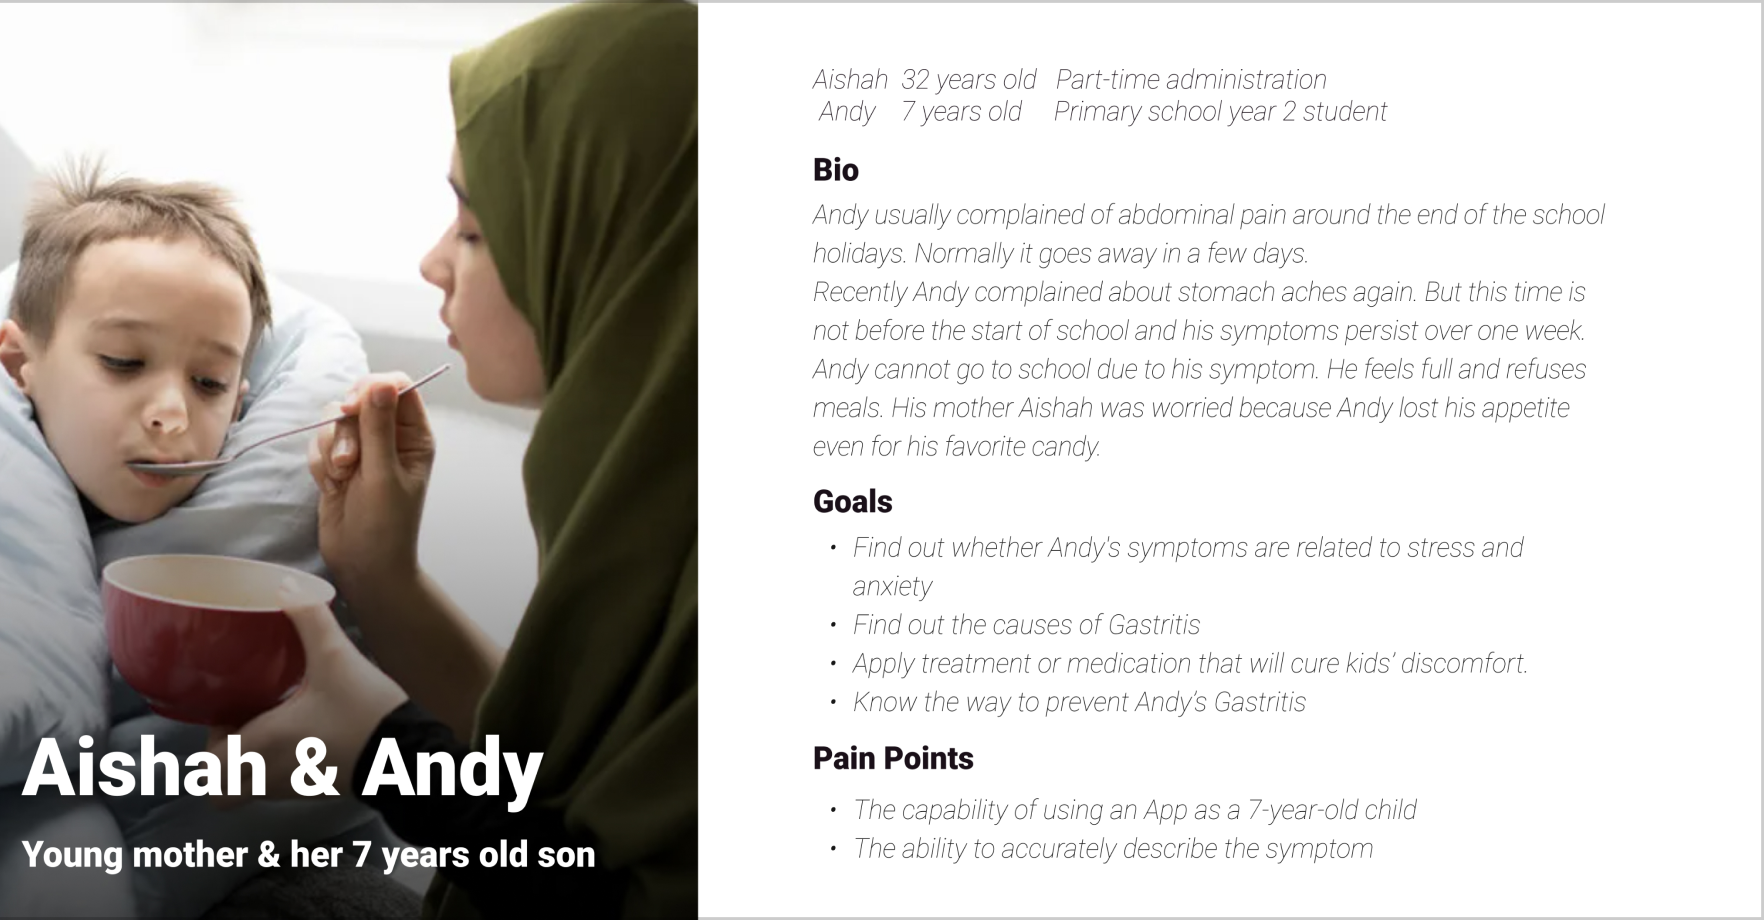 Aishah 32 years old Part-time administration
Andy 7 years old Primary school year 2 student
Bio
Andy usually complained of abdominal pain around the end of the school
holidays. Normally it goes away in a few days.
Recently Andy complained about stomach aches again. But this time is
not before the start of school and his symptoms persist over one week.
Andy cannot go to school due to his symptom. He feels full and refuses
meals. His mother Aishah was worried because Andy lost his appetite
even for his favorite candy.
Goals
• Find out whether Andy's symptoms are related to stress and
anxiety
• Find out the causes of Gastritis
• Apply treatment or medication that will cure kids’ discomfort.
• Know the way to prevent Andy’s Gastritis
Pain Points
• The capability of using an App as a 7-year-old child
• The ability to accurately describe the symptom
Aishah & Andy
Young mother & her 7 years old son